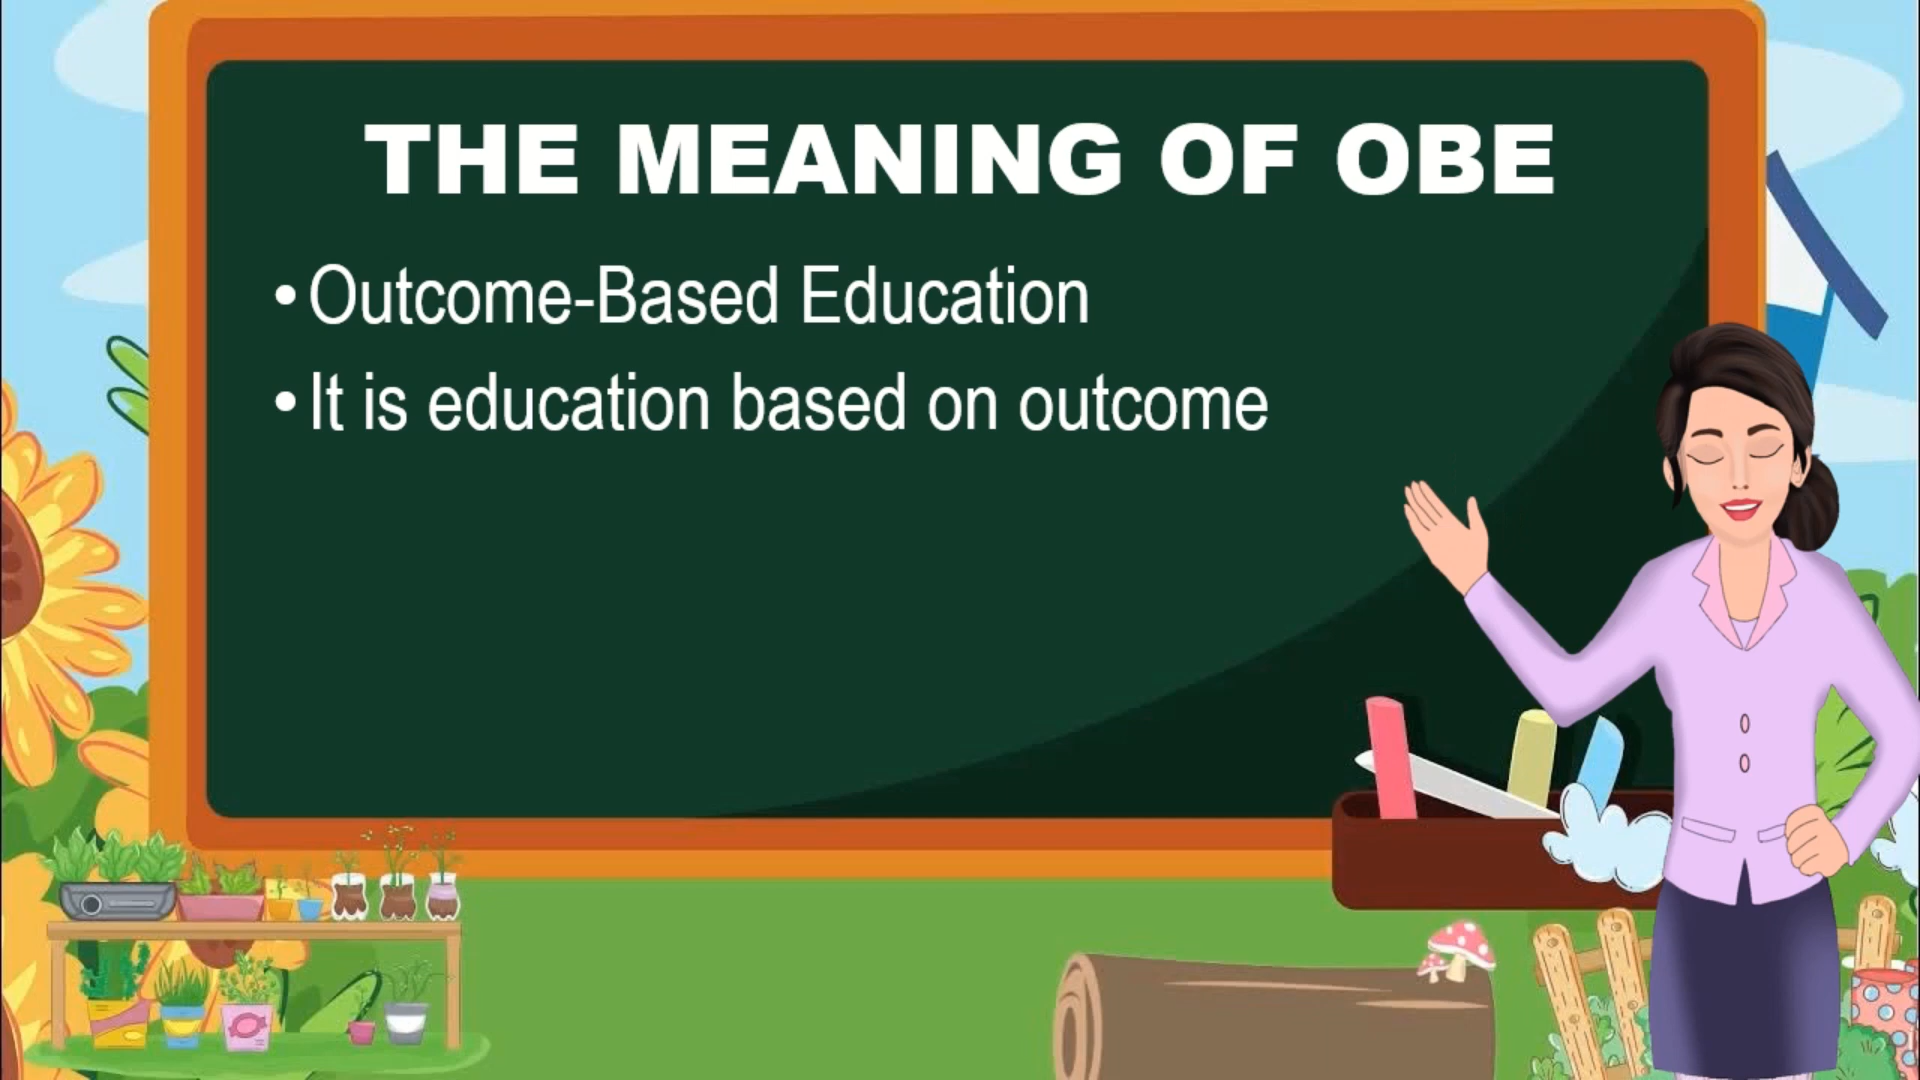 THE MEANING OF OBE
• Outcome-Based Education
• It is education based on outcome